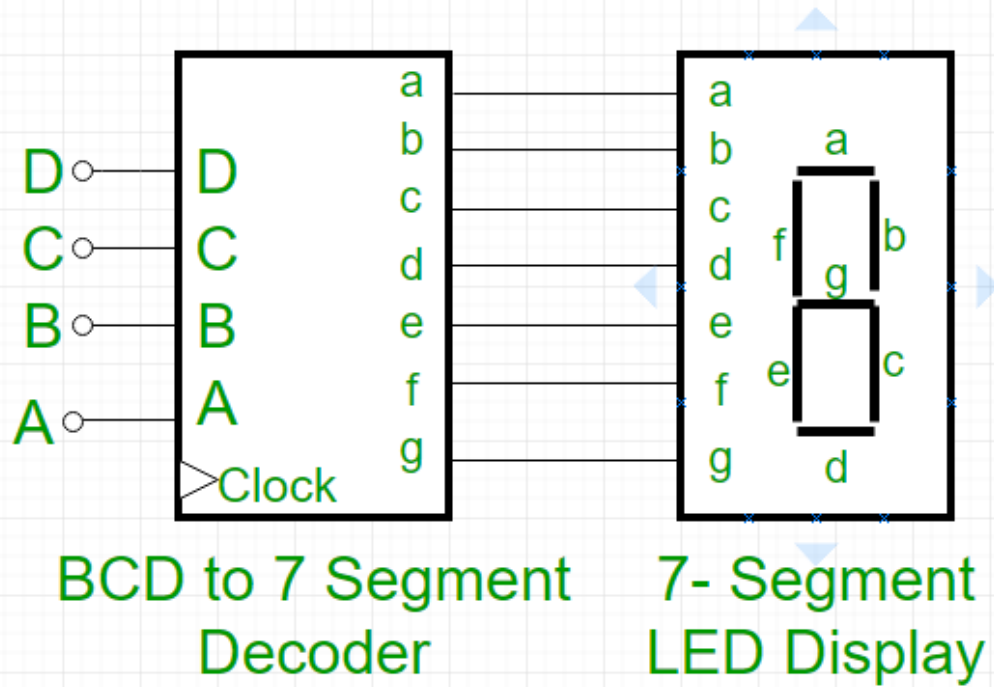 D
C
B
A
D
C
B
A
Clock
a
b
c
d
e
f
g
a
b
c
d
e
f
g
a
f
b
g
e
c
d
BCD to 7 Segment
Decoder
7- Segment
LED Display